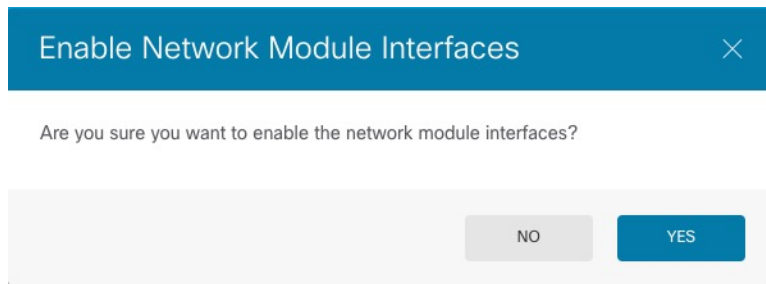 Enable Network Module Interfaces
Are you sure you want to enable the network module interfaces?
NO
YES